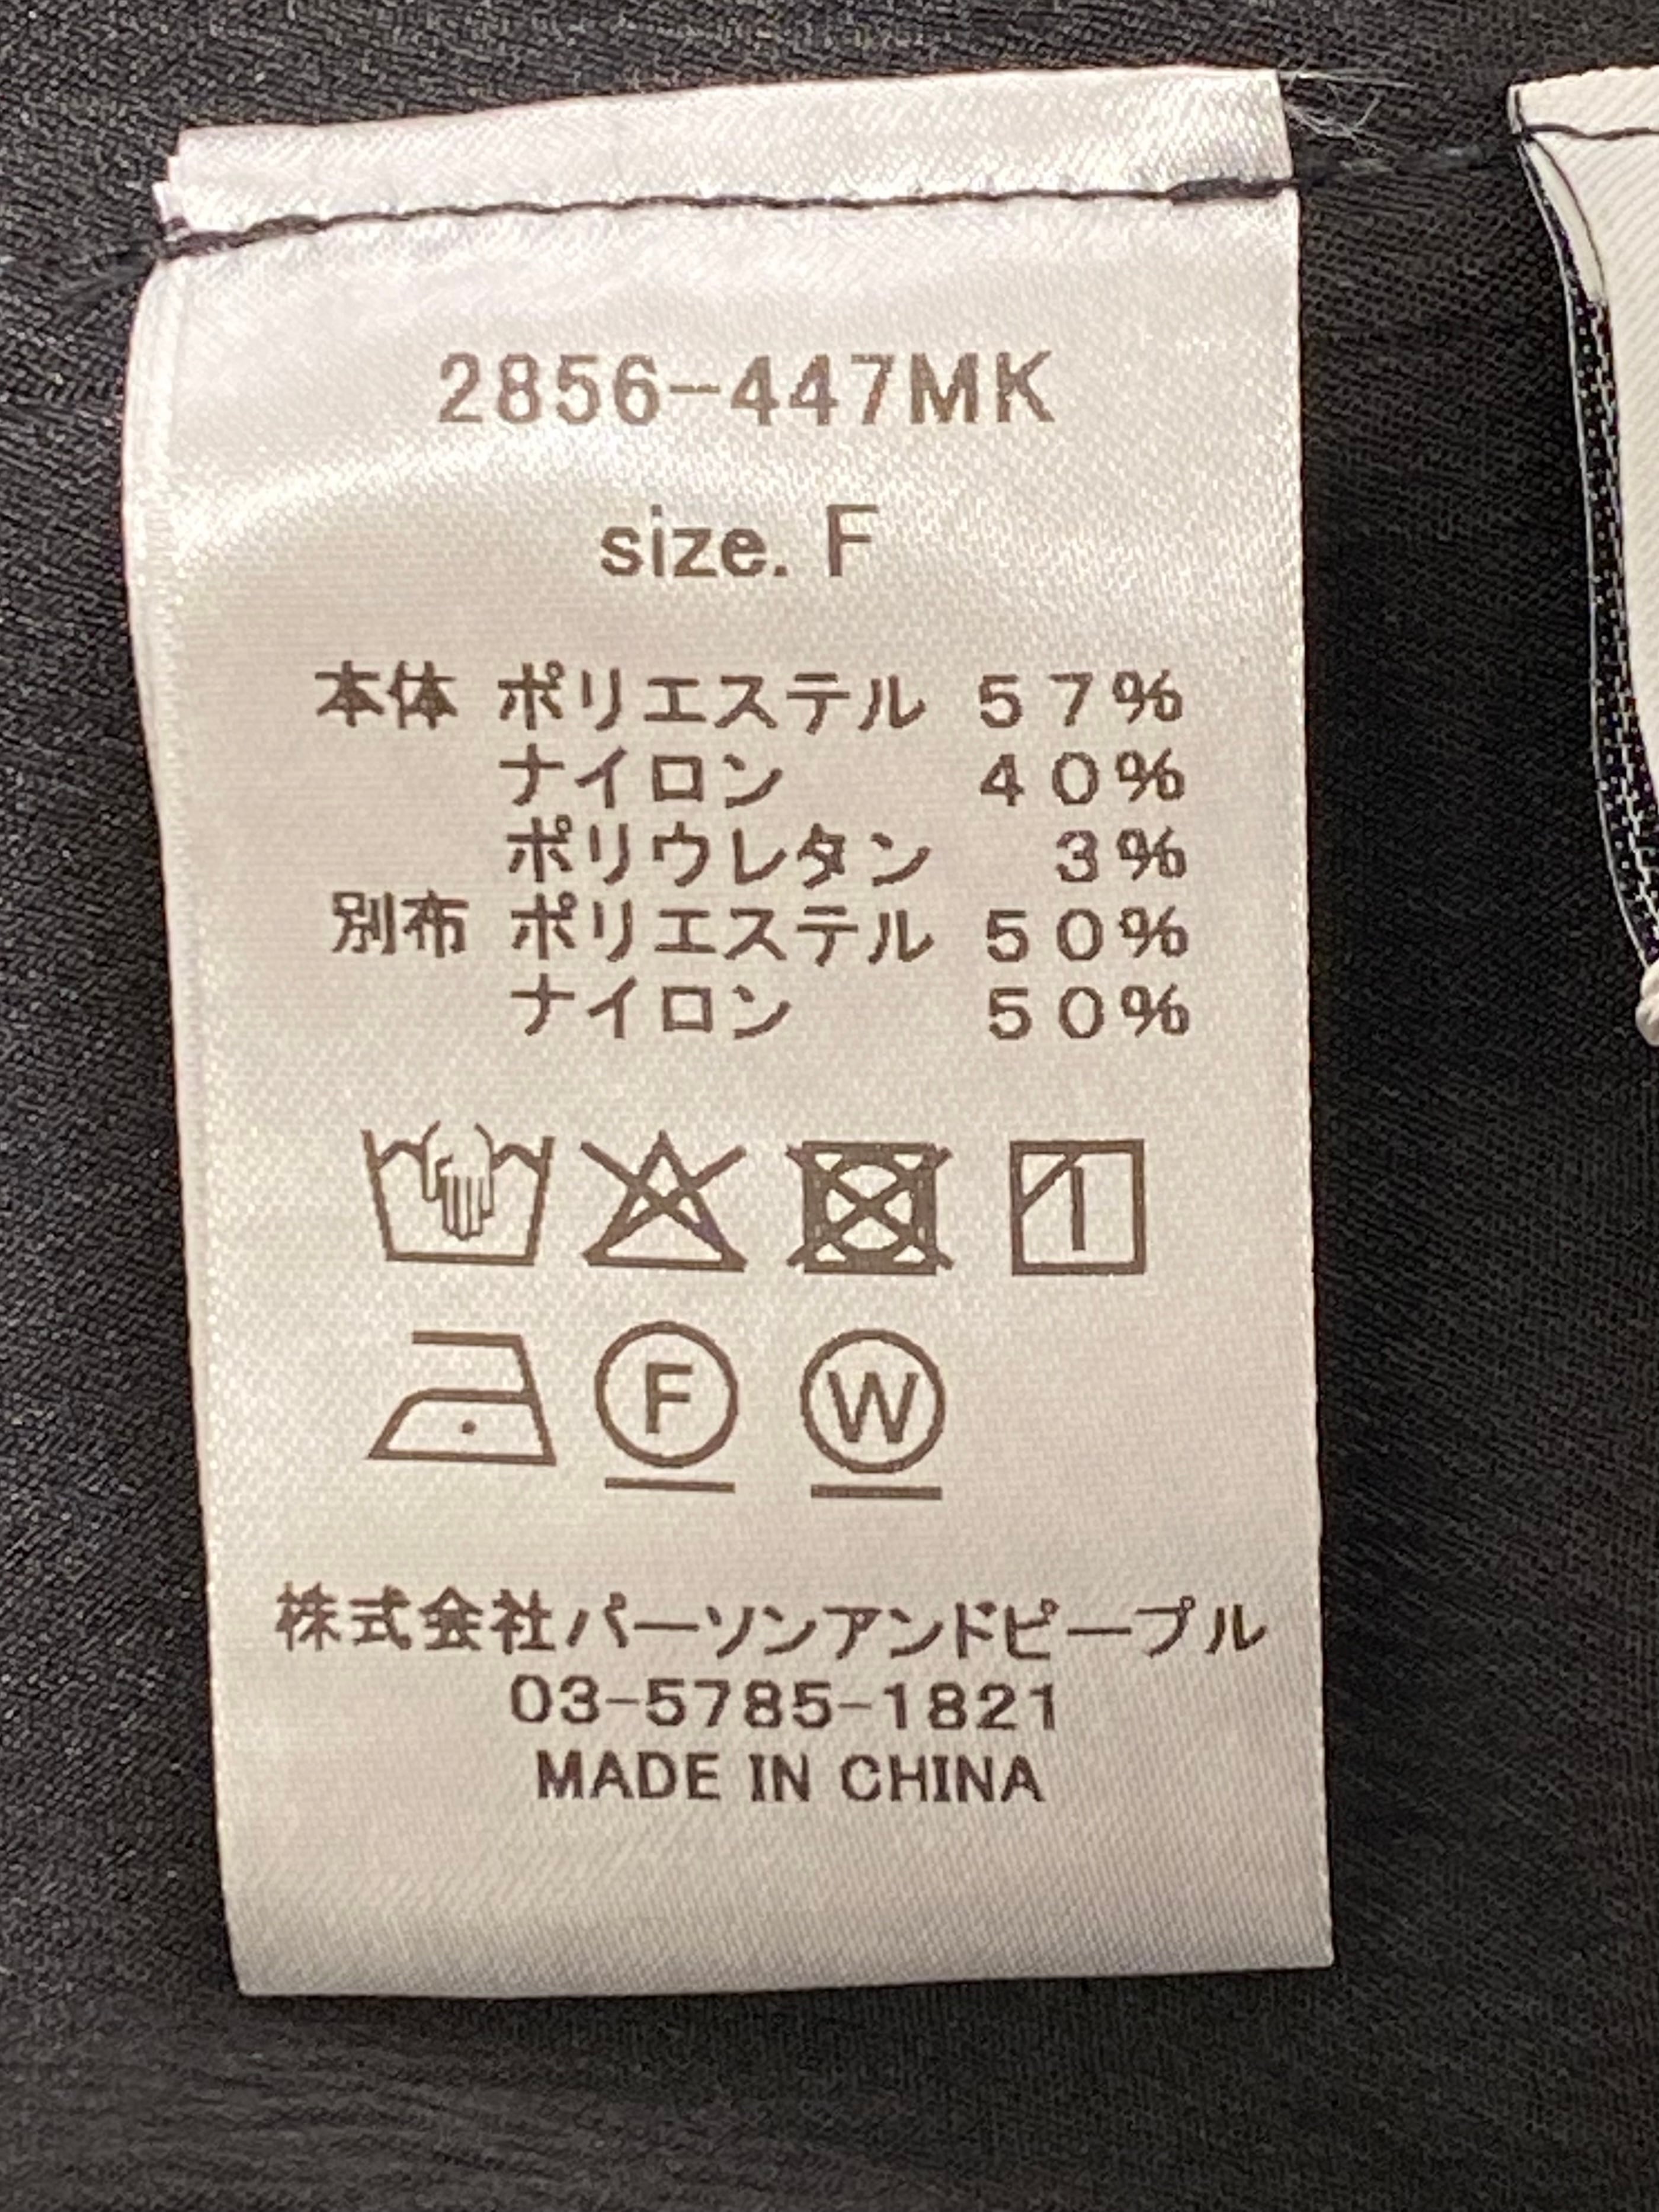 2856-447MK
size. F
本体 ポリエステル 57%
ナイロン 40%
ポリウレタン 3%
別布 ポリエステル 50%
ナイロン 50%
F W
株式会社パーソンアンドピープル
03-5785-1821
MADE IN CHINA